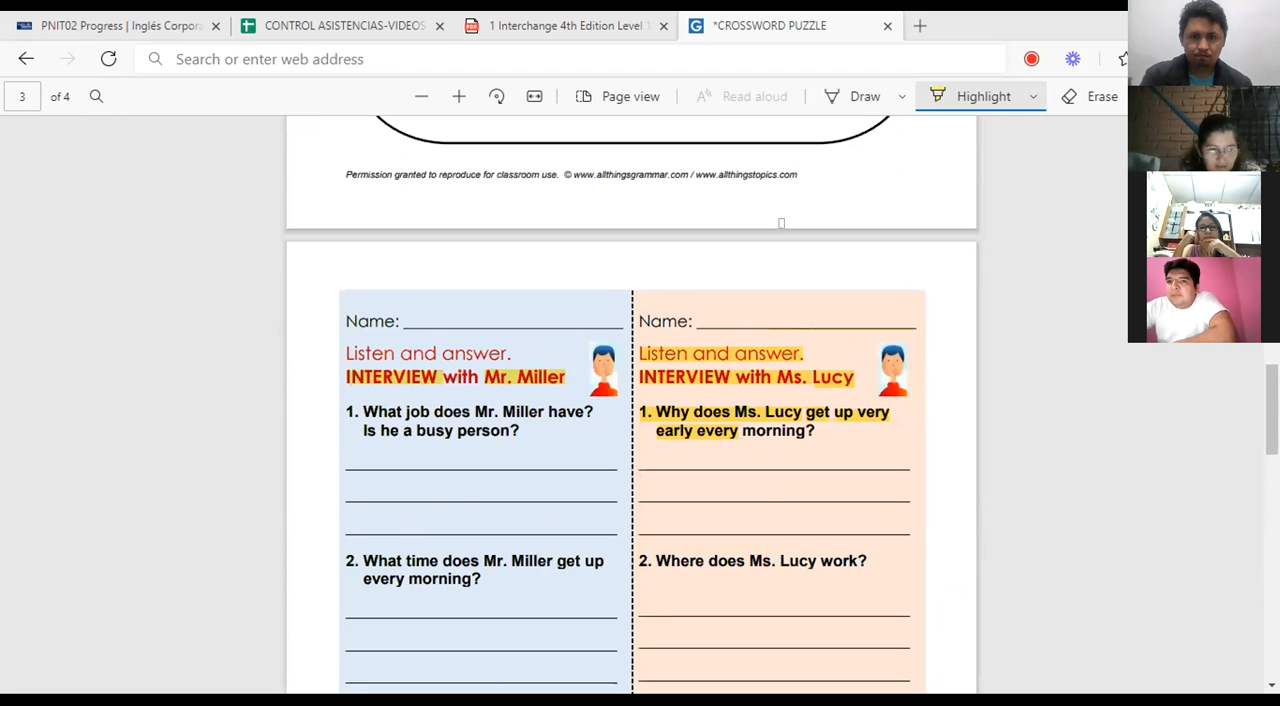 PNIT02 Progress | Inglés Corpora
CONTROL ASISTENCIAS-VIDEOS
1 Interchange 4th Edition Level 1
*CROSSWORD PUZZLE
Search or enter web address
3 of 4
Page view
Read aloud
Draw
Highlight
Erase
Permission granted to reproduce for classroom use. © www.allthingsgrammar.com / www.allthingstopics.com
Name: ____________________
Listen and answer.
INTERVIEW with Mr. Miller
1. What job does Mr. Miller have?
Is he a busy person?
2. What time does Mr. Miller get up
every morning?
Name: ____________________
Listen and answer.
INTERVIEW with Ms. Lucy
1. Why does Ms. Lucy get up very
early every morning?
2. Where does Ms. Lucy work?